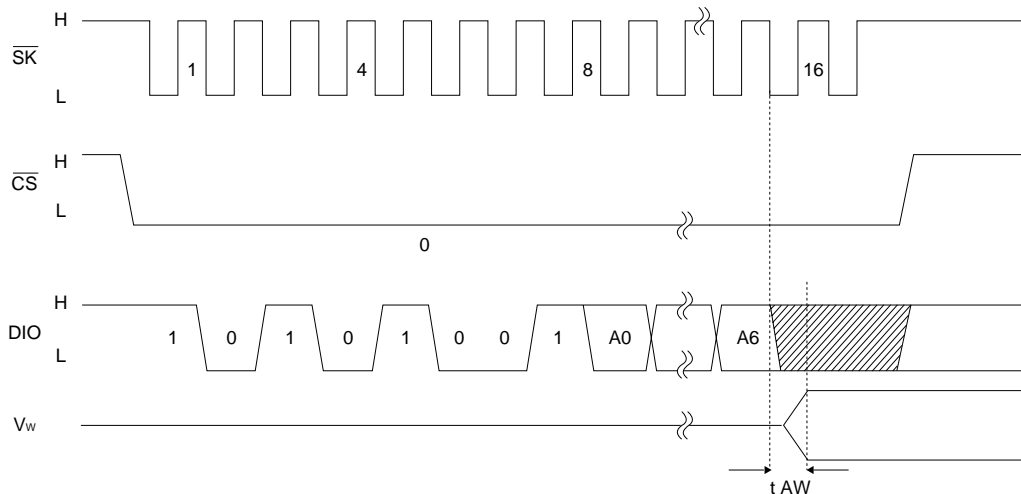 H
SK
1 4 8 16
L
H
CS
L
0
H
DIO
1 0 1 0 1 0 0 1 A0 A6
L
Vw
t AW